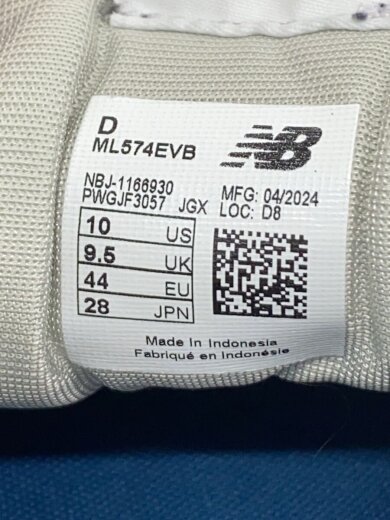 D
ML574EVB
NB
NBJ-1166930
PWGJF3057 JGX
MFG: 04/2024
LOC: D8
10 US
9.5 UK
44 EU
28 JPN
Made In Indonesia
Fabriqué en Indonésie